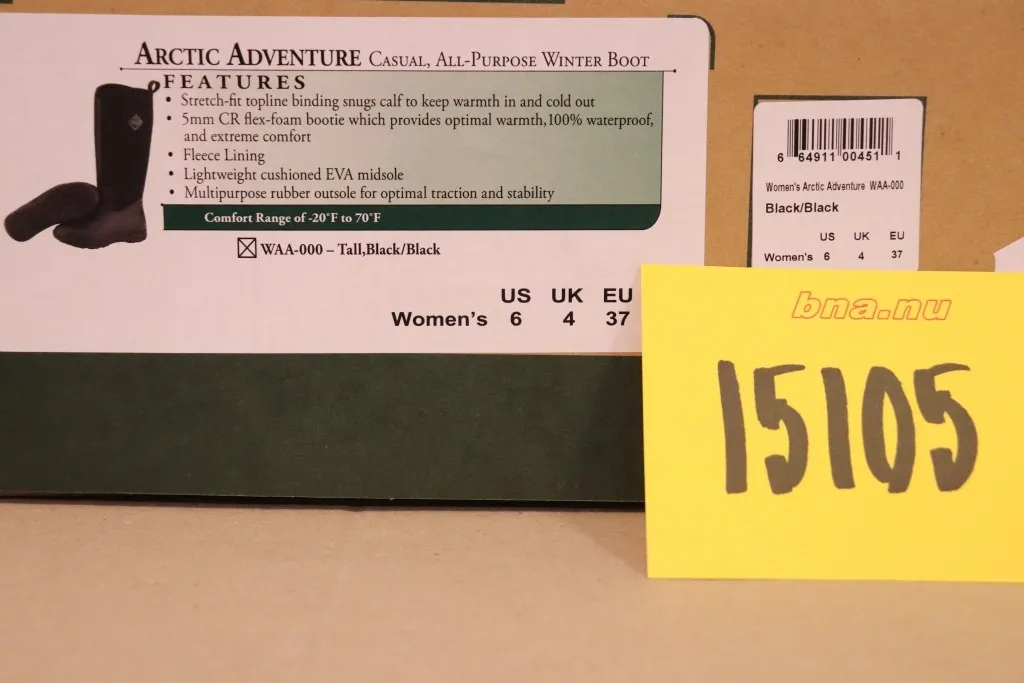 ARCTIC ADVENTURE CASUAL, ALL-PURPOSE WINTER BOOT
FEATURES
• Stretch-fit topline binding snugs calf to keep warmth in and cold out
• 5mm CR flex-foam bootie which provides optimal warmth,100% waterproof,
and extreme comfort
• Fleece Lining
• Lightweight cushioned EVA midsole
• Multipurpose rubber outsole for optimal traction and stability
Comfort Range of -20°F to 70°F
WAA-000 – Tall,Black/Black
US UK EU
Women's 6 4 37
6 64911 00451 1
Women's Arctic Adventure WAA-000
Black/Black
US UK EU
Women's 6 4 37
bna.nu
15105